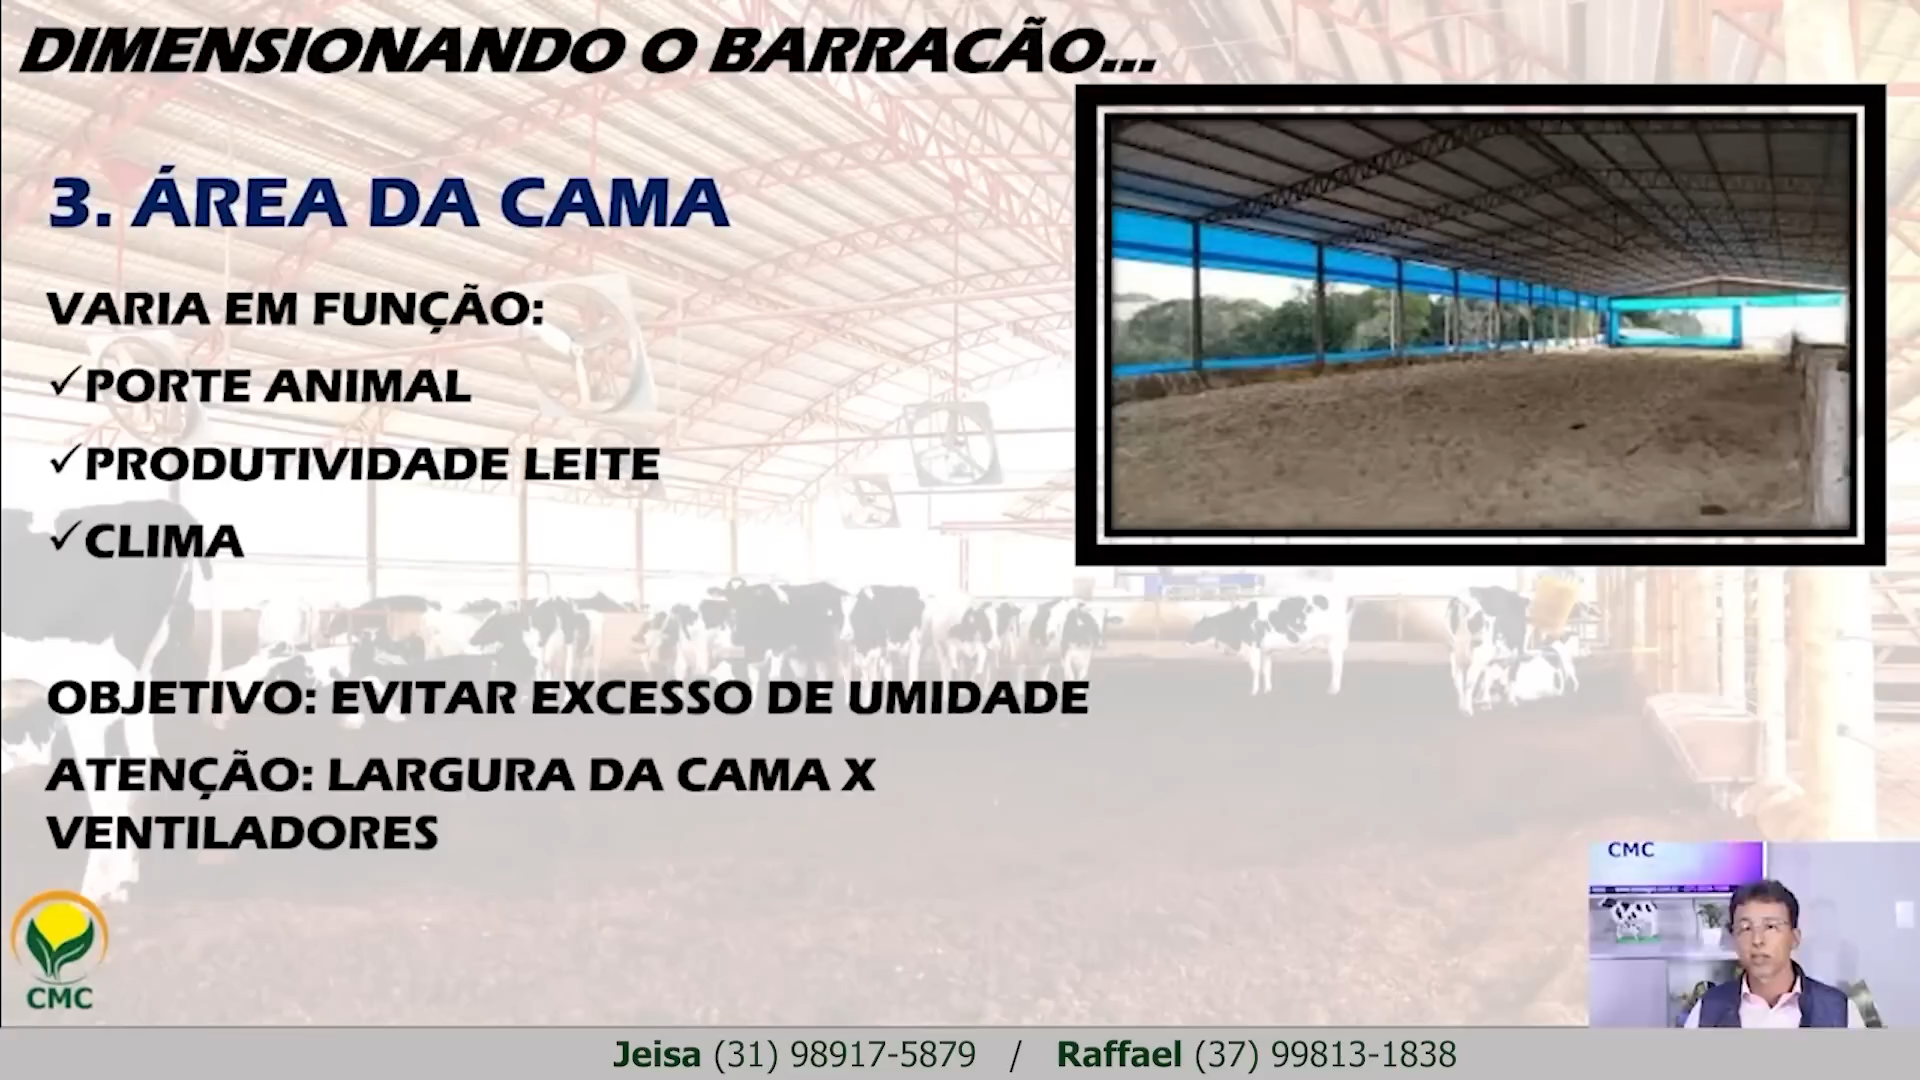 DIMENSIONANDO O BARRACÃO...
3. ÁREA DA CAMA
VARIA EM FUNÇÃO:
✓PORTE ANIMAL
✓PRODUTIVIDADE LEITE
✓CLIMA
OBJETIVO: EVITAR EXCESSO DE UMIDADE
ATENÇÃO: LARGURA DA CAMA X
VENTILADORES
CMC
CMC
Jeisa (31) 98917-5879 / Raffael (37) 99813-1838